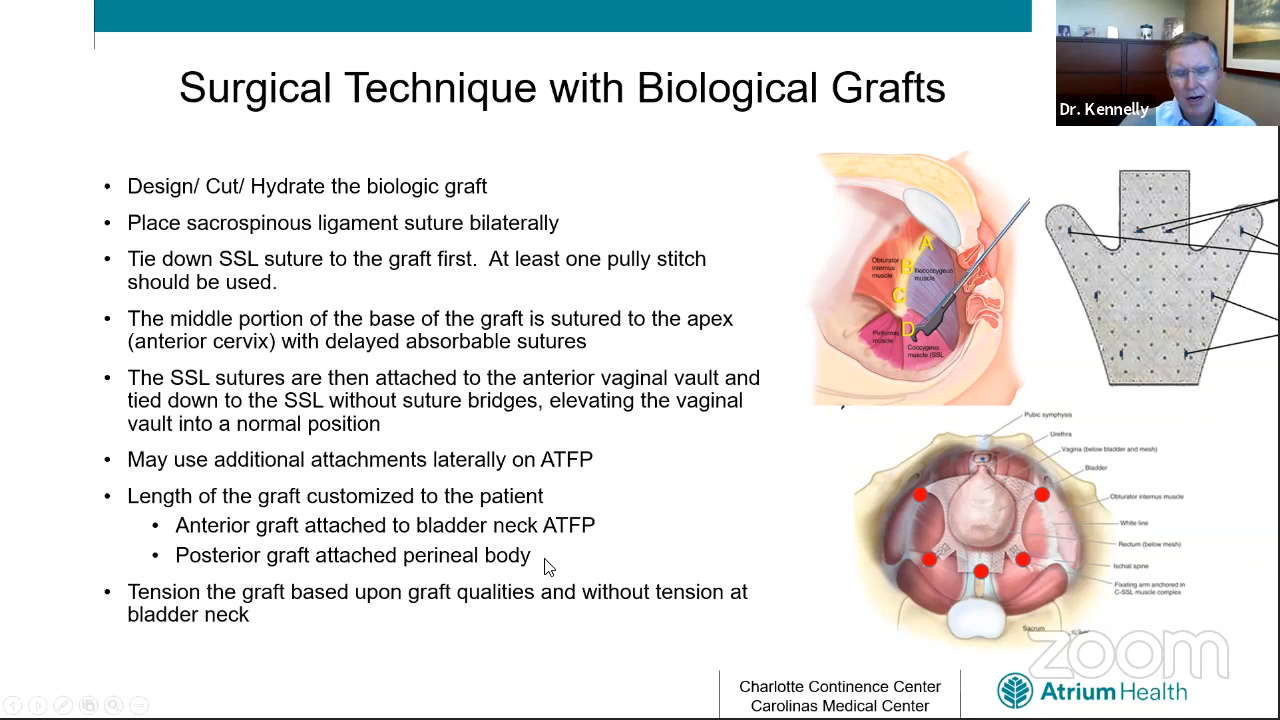 Surgical Technique with Biological Grafts
Dr. Kennelly
• Design/ Cut/ Hydrate the biologic graft
• Place sacrospinous ligament suture bilaterally
• Tie down SSL suture to the graft first. At least one pully stitch
should be used.
• The middle portion of the base of the graft is sutured to the apex
(anterior cervix) with delayed absorbable sutures
• The SSL sutures are then attached to the anterior vaginal vault and
tied down to the SSL without suture bridges, elevating the vaginal
vault into a normal position
• May use additional attachments laterally on ATFP
• Length of the graft customized to the patient
• Anterior graft attached to bladder neck ATFP
• Posterior graft attached perineal body
• Tension the graft based upon graft qualities and without tension at
bladder neck
A
B
C
D
Obturator
internus
muscle
Iliococcygeus
muscle
Piriformis
muscle
Coccygeus
muscle (SSL
Pubic symphysis
Urethra
Vagina (below bladder and mesh)
Bladder
Obturator internus muscle
White line
Rectum (below mesh)
Ischial spine
Fixating arm anchored in
C-SSL muscle complex
Sacrum
zoom
Charlotte Continence Center
Carolinas Medical Center
Atrium Health